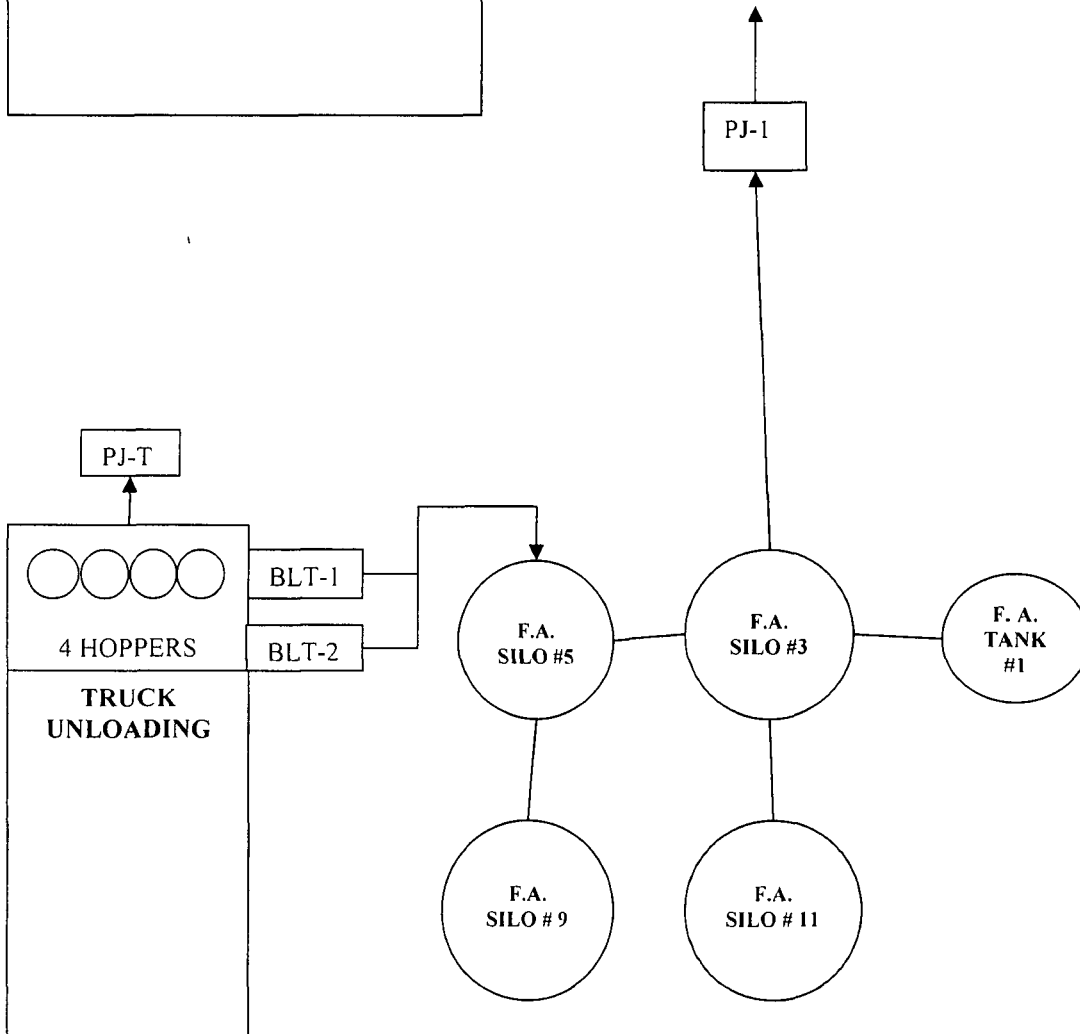 PJ-1
PJ-T
BLT-1
4 HOPPERS
BLT-2
TRUCK
UNLOADING
F.A.
SILO #5
F.A.
SILO #3
F. A.
TANK
#1
F.A.
SILO # 9
F.A.
SILO # 11